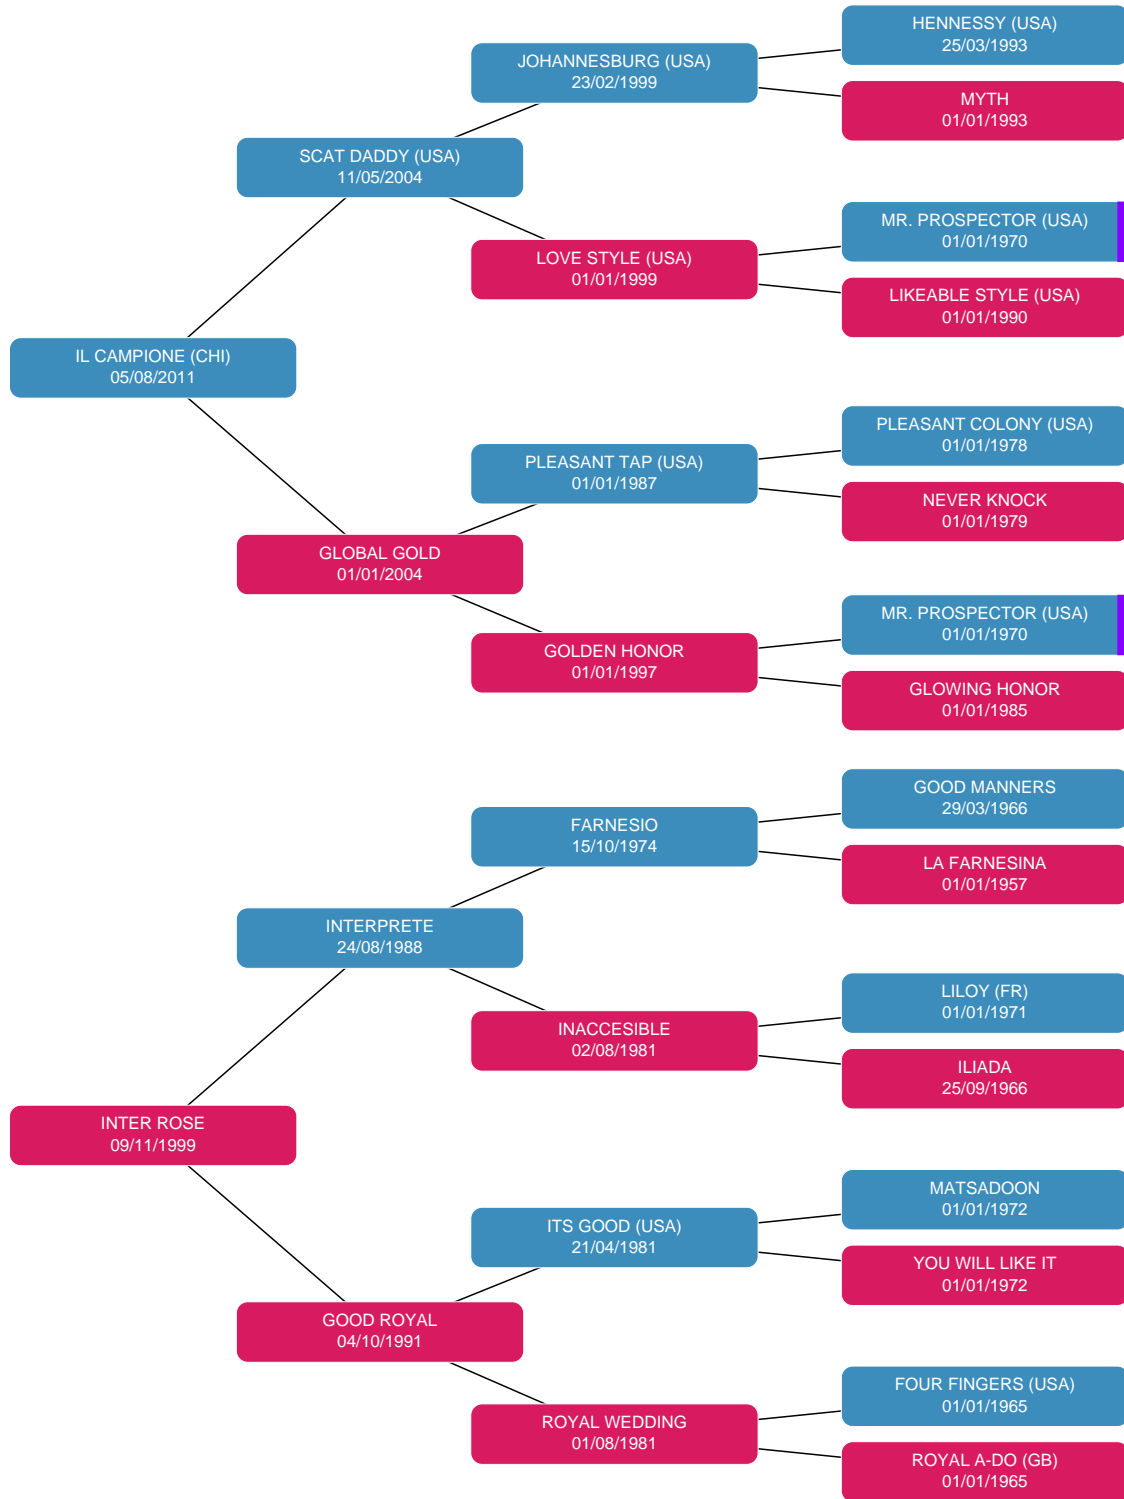 HENNESSY (USA)
25/03/1993
JOHANNESBURG (USA)
23/02/1999
MYTH
01/01/1993
SCAT DADDY (USA)
11/05/2004
MR. PROSPECTOR (USA)
01/01/1970
LOVE STYLE (USA)
01/01/1999
LIKEABLE STYLE (USA)
01/01/1990
IL CAMPIONE (CHI)
05/08/2011
PLEASANT COLONY (USA)
01/01/1978
PLEASANT TAP (USA)
01/01/1987
NEVER KNOCK
01/01/1979
GLOBAL GOLD
01/01/2004
MR. PROSPECTOR (USA)
01/01/1970
GOLDEN HONOR
01/01/1997
GLOWING HONOR
01/01/1985
GOOD MANNERS
29/03/1966
FARNESIO
15/10/1974
LA FARNESINA
01/01/1957
INTERPRETE
24/08/1988
LILOY (FR)
01/01/1971
INACCESIBLE
02/08/1981
ILIADA
25/09/1966
INTER ROSE
09/11/1999
MATSADOON
01/01/1972
ITS GOOD (USA)
21/04/1981
YOU WILL LIKE IT
01/01/1972
GOOD ROYAL
04/10/1991
FOUR FINGERS (USA)
01/01/1965
ROYAL WEDDING
01/08/1981
ROYAL A-DO (GB)
01/01/1965